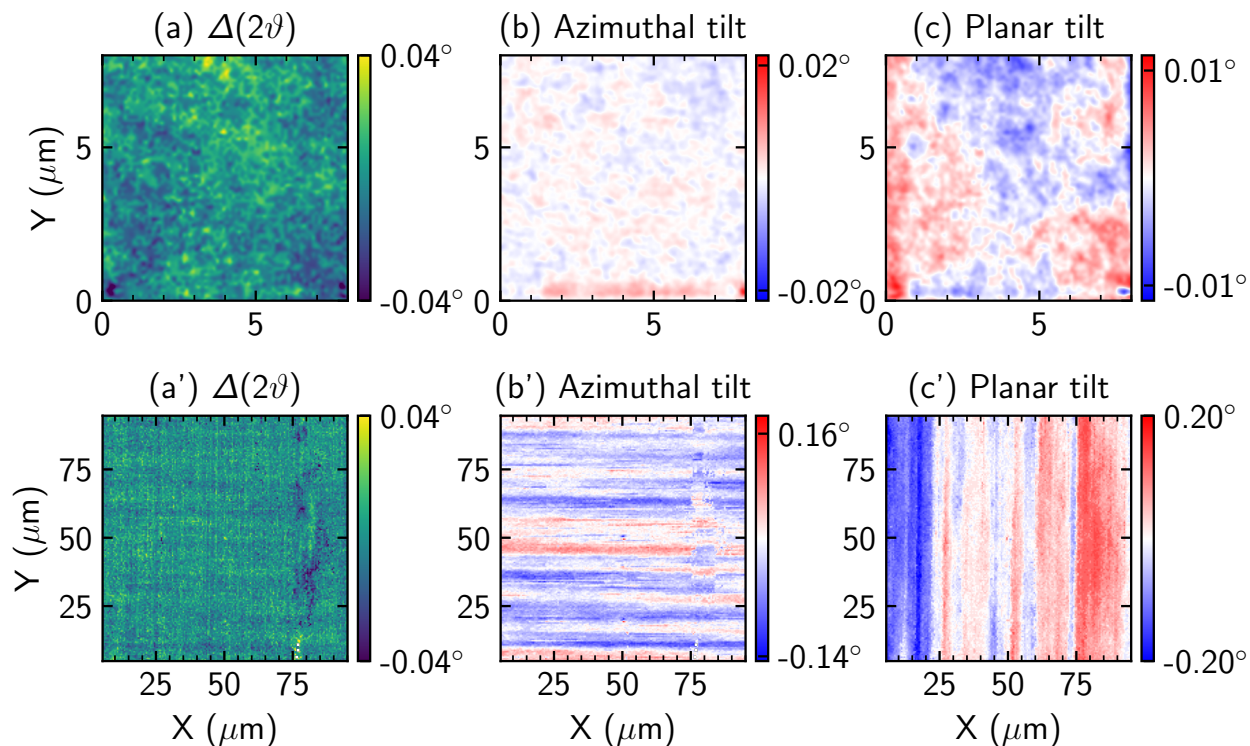 (a) Δ(2ϑ)
(b) Azimuthal tilt
(c) Planar tilt
0.04°
-0.04°
0.02°
-0.02°
0.01°
-0.01°
Y (μm)
5
0
0
5
5
0
0
5
5
0
0
5
(a') Δ(2ϑ)
(b') Azimuthal tilt
(c') Planar tilt
0.04°
-0.04°
0.16°
-0.14°
0.20°
-0.20°
Y (μm)
75
50
25
25 50 75
X (μm)
75
50
25
25 50 75
X (μm)
75
50
25
25 50 75
X (μm)